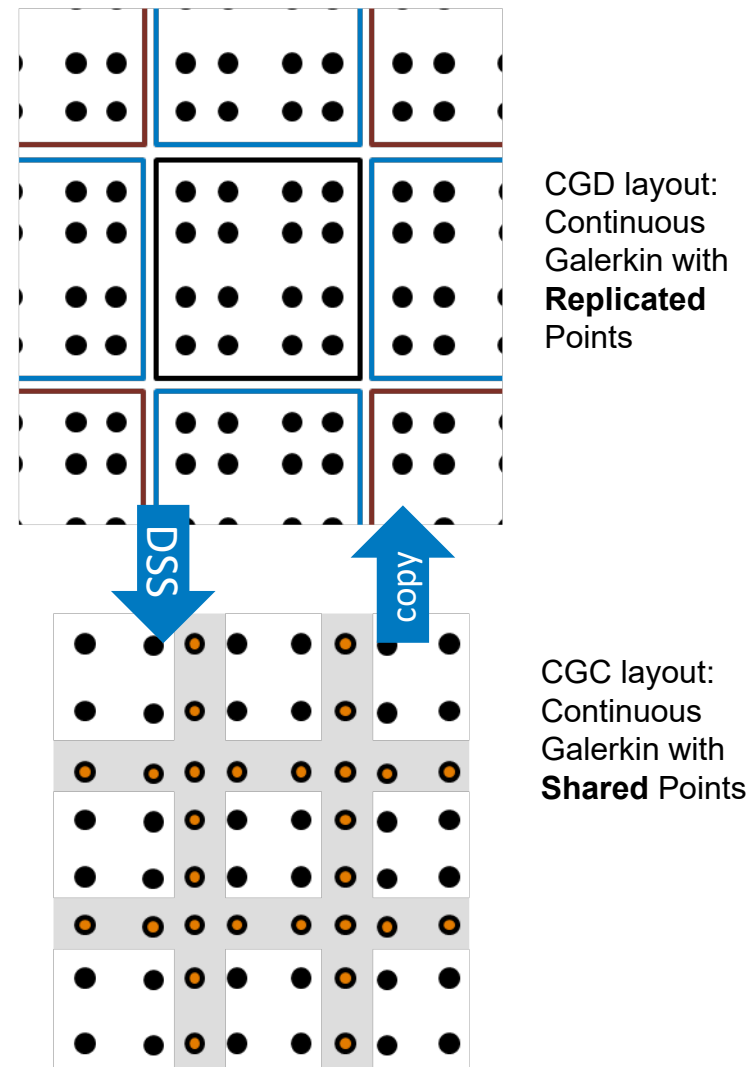 CGD layout:
Continuous
Galerkin with
Replicated
Points
DSS
copy
CGC layout:
Continuous
Galerkin with
Shared Points